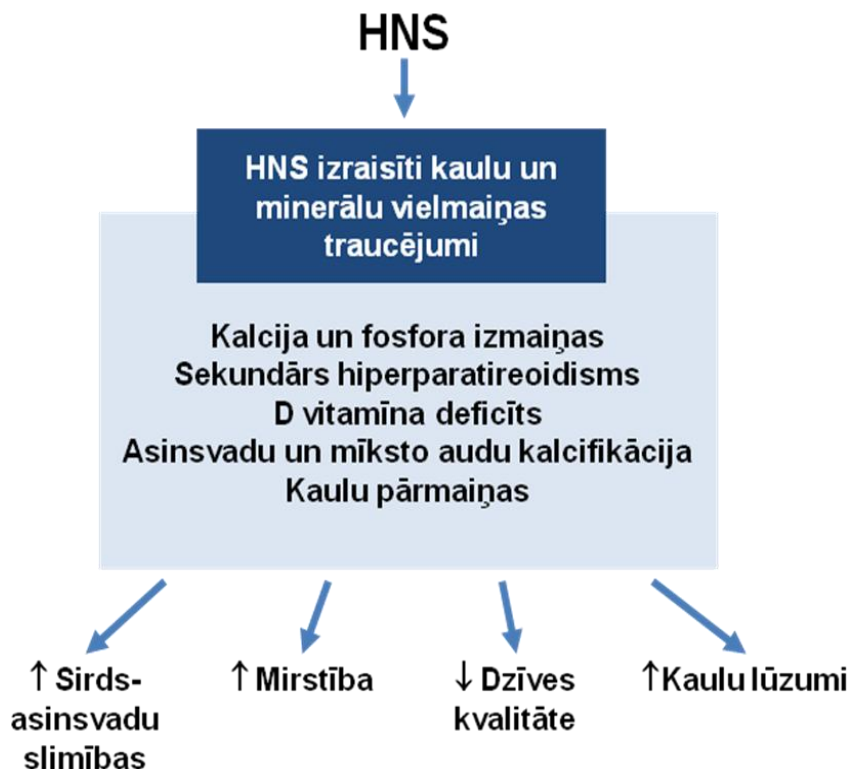 HNS
HNS izraisīti kaulu un
minerālu vielmaiņas
traucējumi
Kalcija un fosfora izmaiņas
Sekundārs hiperparatireoidisms
D vitamīna deficīts
Asinsvadu un mīksto audu kalcifikācija
Kaulu pārmaiņas
↑ Sirds-
asinsvadu
slimības
↑ Mirstība
↓ Dzīves
kvalitāte
↑Kaulu lūzumi